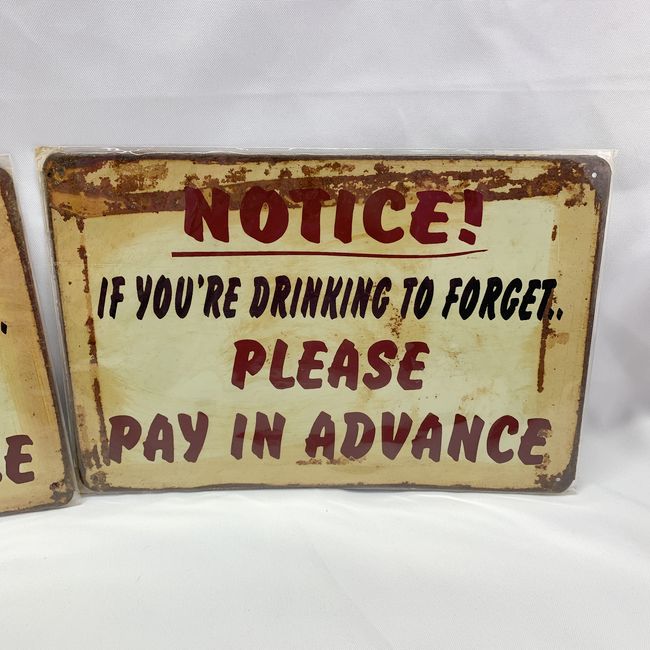 NOTICE!
IF YOU'RE DRINKING TO FORGET..
PLEASE
PAY IN ADVANCE